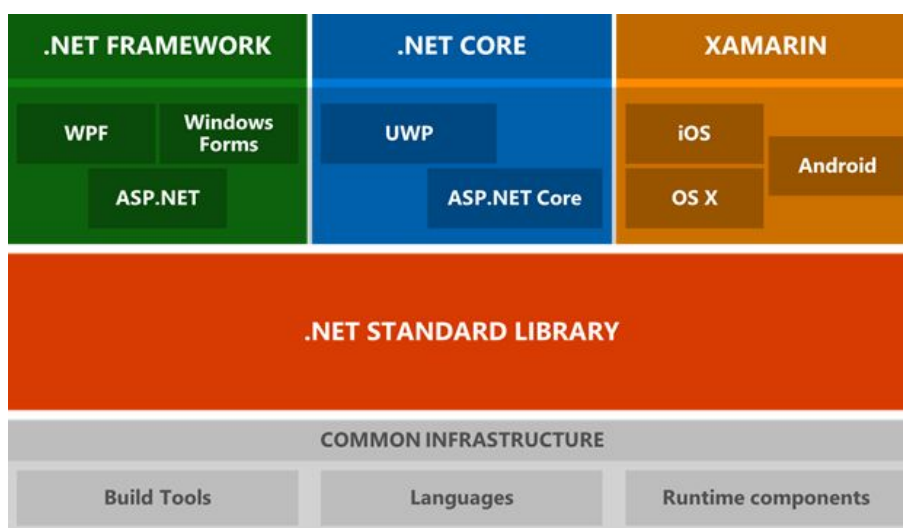 .NET FRAMEWORK
.NET CORE
XAMARIN
WPF
Windows
Forms
ASP.NET
UWP
ASP.NET Core
iOS
Android
OS X
.NET STANDARD LIBRARY
COMMON INFRASTRUCTURE
Build Tools
Languages
Runtime components